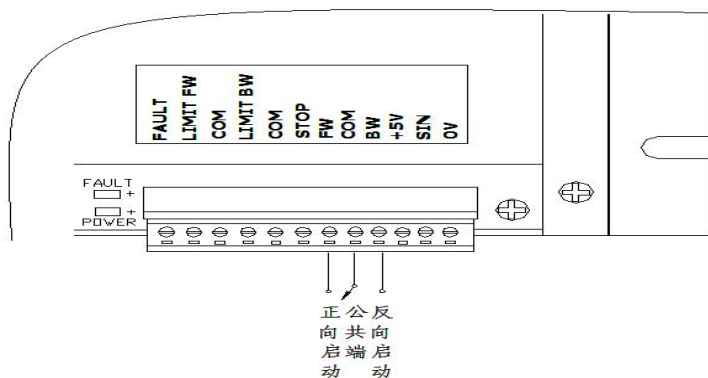 FAULT
LIMIT FW
COM
LIMIT BW
COM
STOP
FW
COM
BW
+5V
SIN
0V
FAULT
+
+
POWER
正向启动
公共端
反向启动